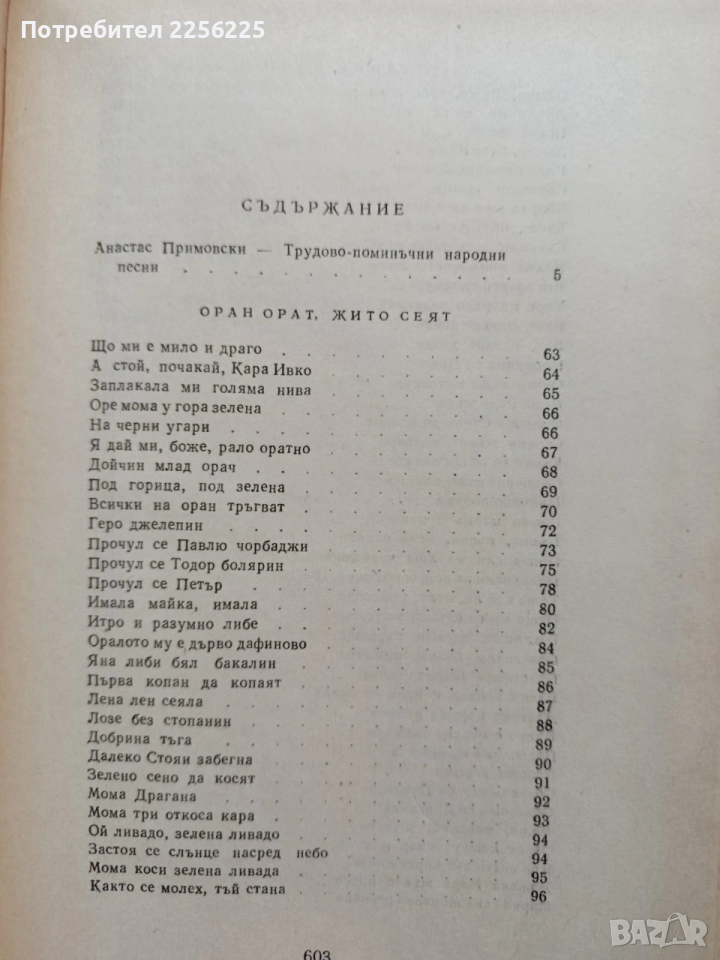 Потребител 2256225
СЪДЪРЖАНИЕ
Анастас Примовски — Трудово-поминъчни народни
песни . . . . . . . . . . . . . . 5
ОРАН ОРАТ, ЖИТО СЕЯТ
Що ми е мило и драго . . . . . . . . 63
А стой, почакай, Кара Ивко . . . . . . . 64
Заплакала ми голяма нива . . . . . . . 65
Оре мома у гора зелена . . . . . . . . 66
На черни угари . . . . . . . . . . 66
Я дай ми, боже, рало оратно . . . . . . 67
Дойчин млад орач . . . . . . . . . 68
Под горица, под зелена . . . . . . . . 69
Всички на оран тръгват . . . . . . . . 70
Геро джелепин . . . . . . . . . . 72
Прочул се Павлю чорбаджи . . . . . . 73
Прочул се Тодор болярин . . . . . . . 75
Прочул се Петър . . . . . . . . . 78
Имала майка, имала . . . . . . . . 80
Итро и разумно либе . . . . . . . . 82
Оралото му е дърво дафиново . . . . . . 84
Яна либи бял бакалин . . . . . . . . 85
Първа копан да копаят . . . . . . . . 86
Лена лен сеяла . . . . . . . . . . 87
Лозе без стопанин . . . . . . . . . 88
Добрина тъга . . . . . . . . . . 89
Далеко Стоян забегна . . . . . . . . 90
Зелено сено да косят . . . . . . . . 91
Мома Драгана . . . . . . . . . . 92
Мома три откоса кара . . . . . . . . 93
Ой ливадо, зелена ливадо . . . . . . . 94
Застоя се слънце насред небо . . . . . . 94
Мома коси зелена ливада . . . . . . . 95
Както се молех, тъй стана . . . . . . . 96
603
BAZAR